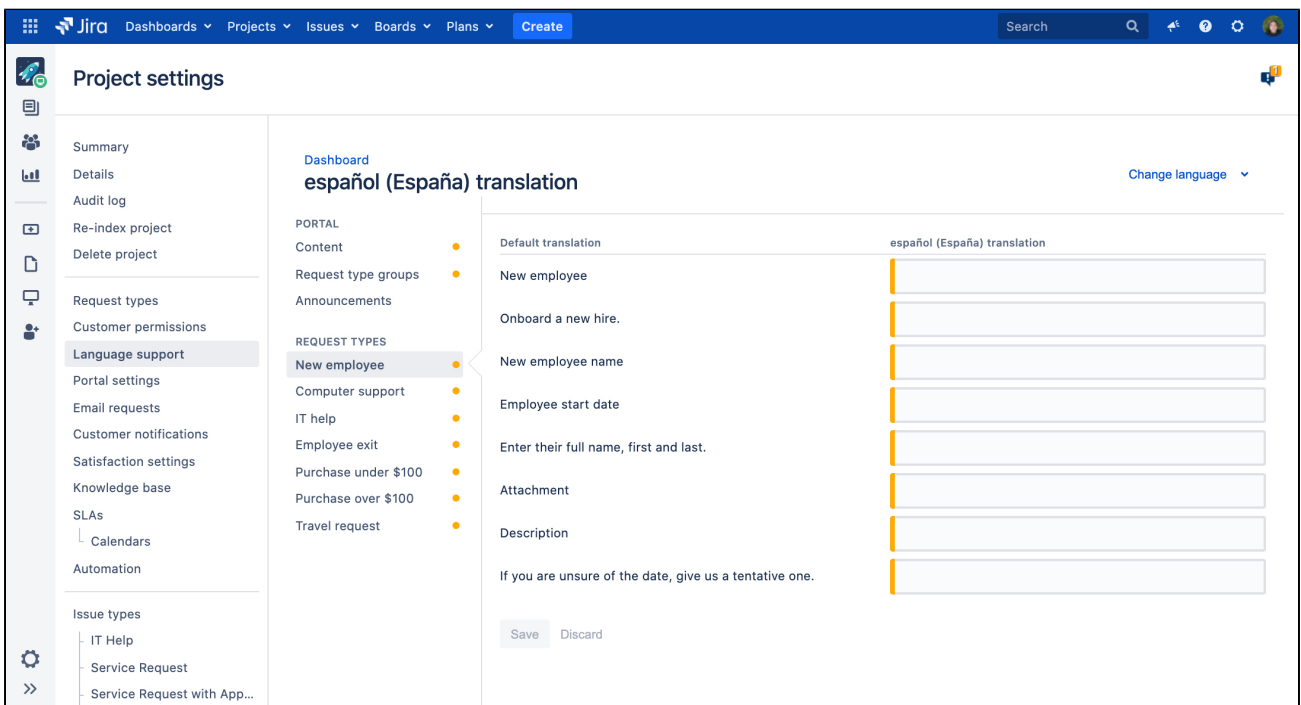 Jira Dashboards Projects Issues Boards Plans Create Search
Project settings
1
Summary
Details
Audit log
Re-index project
Delete project
Request types
Customer permissions
Language support
Portal settings
Email requests
Customer notifications
Satisfaction settings
Knowledge base
SLAs
Calendars
Automation
Issue types
IT Help
Service Request
Service Request with App...
Dashboard
español (España) translation
Change language
PORTAL
Content
Request type groups
Announcements
REQUEST TYPES
New employee
Computer support
IT help
Employee exit
Purchase under $100
Purchase over $100
Travel request
Default translation español (España) translation
New employee
Onboard a new hire.
New employee name
Employee start date
Enter their full name, first and last.
Attachment
Description
If you are unsure of the date, give us a tentative one.
Save Discard